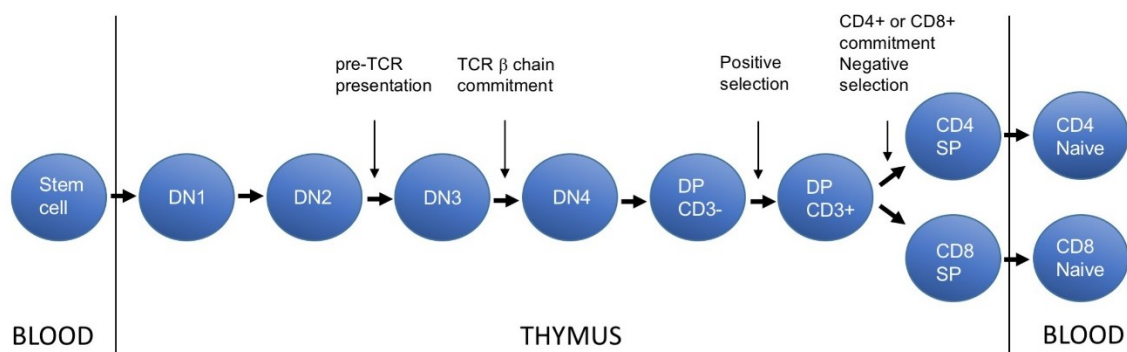 CD4+ or CD8+
commitment
Negative
selection
pre-TCR
presentation
TCR β chain
commitment
Positive
selection
CD4
SP
CD4
Naive
Stem
cell
DN1
DN2
DN3
DN4
DP
CD3-
DP
CD3+
CD8
SP
CD8
Naive
BLOOD
THYMUS
BLOOD